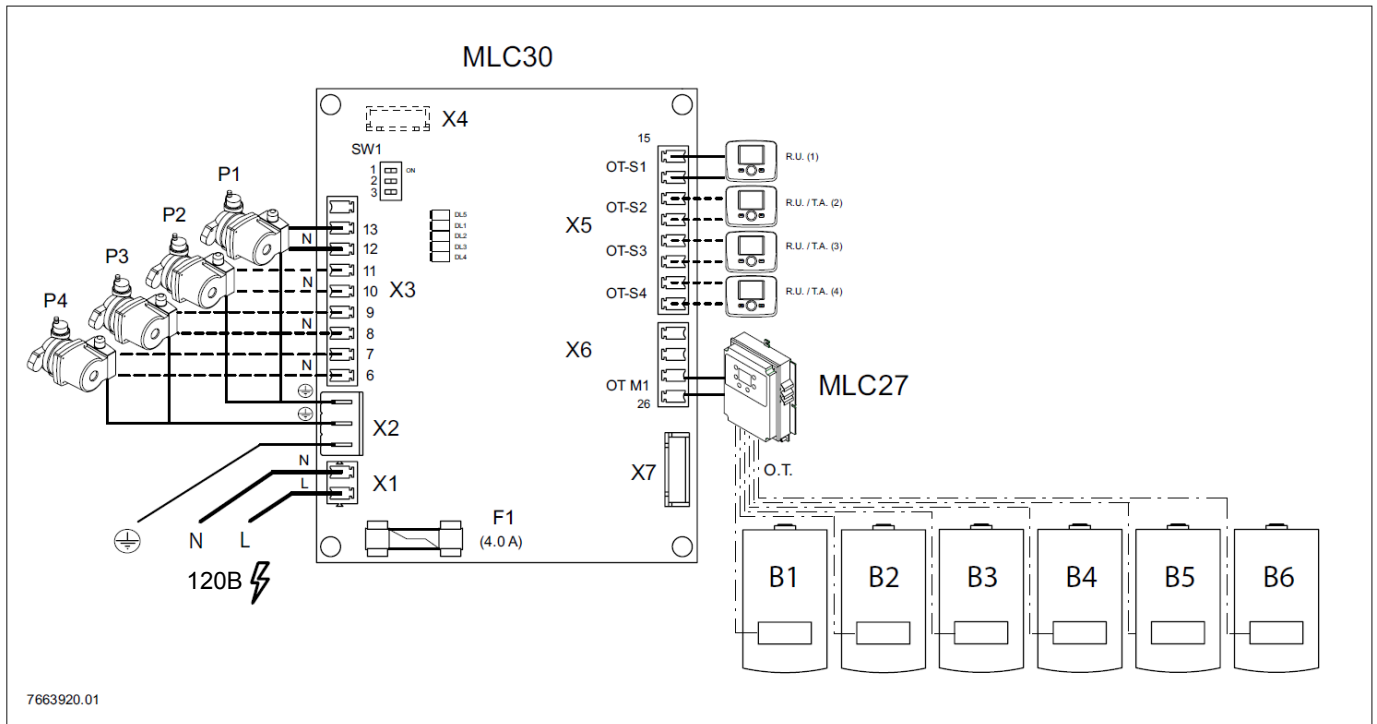 MLC30
X4
SW1
1
ON
2
3
DL5
DL1
DL2
DL3
DL4
P1
P2
P3
P4
13
N
12
11
N
10
9
N
8
7
N
6
X3
X2
N
L
X1
N
L
120B
F1
(4.0 A)
15
OT-S1
OT-S2
X5
OT-S3
OT-S4
X6
OT M1
26
X7
R.U. (1)
R.U. / T.A. (2)
R.U. / T.A. (3)
R.U. / T.A. (4)
MLC27
O.T.
B1
B2
B3
B4
B5
B6
7663920.01